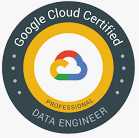 Google Cloud Certified
PROFESSIONAL
DATA ENGINEER